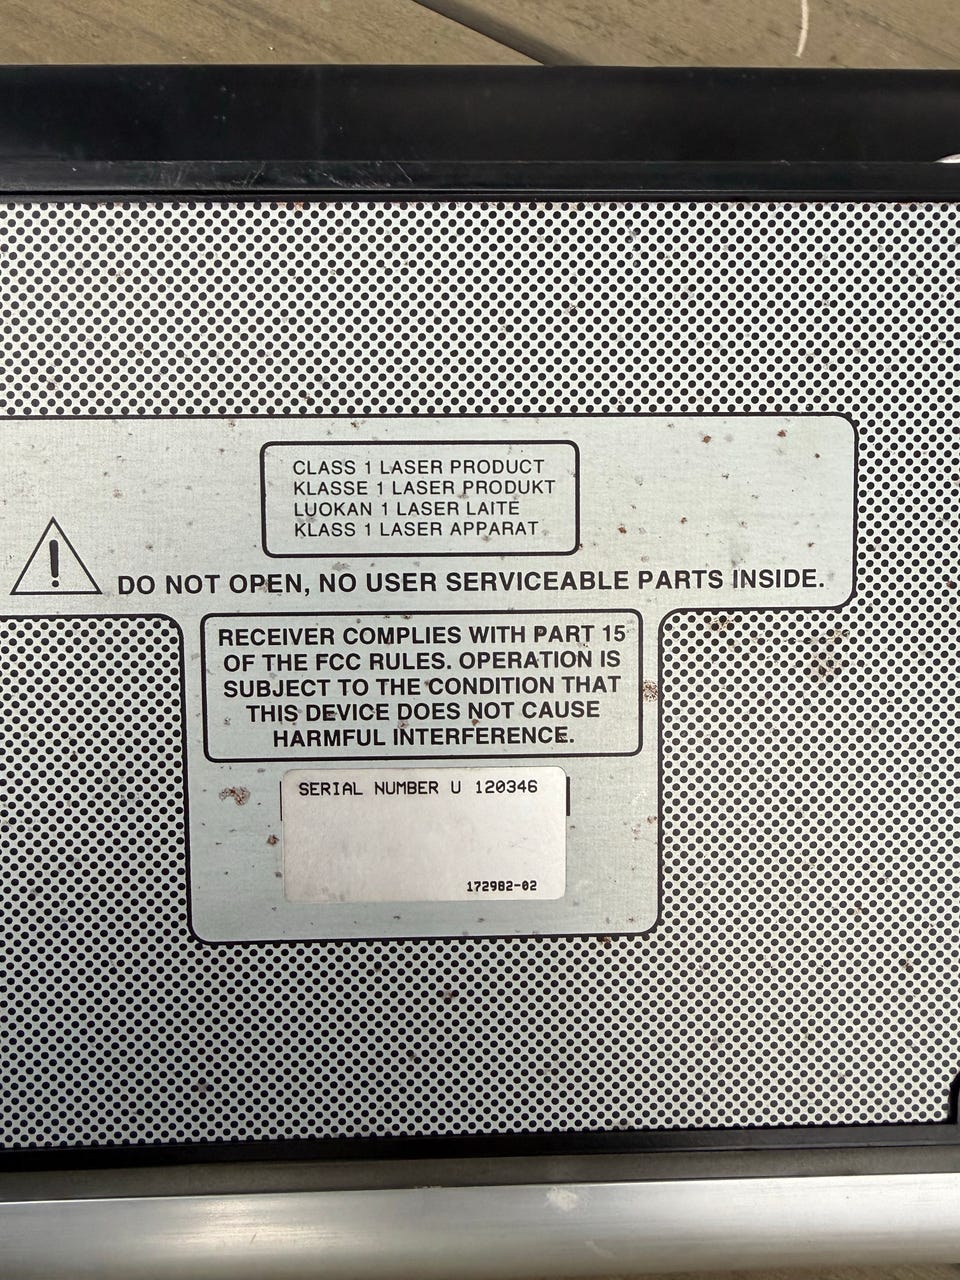 CLASS 1 LASER PRODUCT
KLASSE 1 LASER PRODUKT
LUOKAN 1 LASER LAITE
KLASS 1 LASER APPARAT
! DO NOT OPEN, NO USER SERVICEABLE PARTS INSIDE.
RECEIVER COMPLIES WITH PART 15
OF THE FCC RULES. OPERATION IS
SUBJECT TO THE CONDITION THAT
THIS DEVICE DOES NOT CAUSE
HARMFUL INTERFERENCE.
SERIAL NUMBER U 120346
172982-02